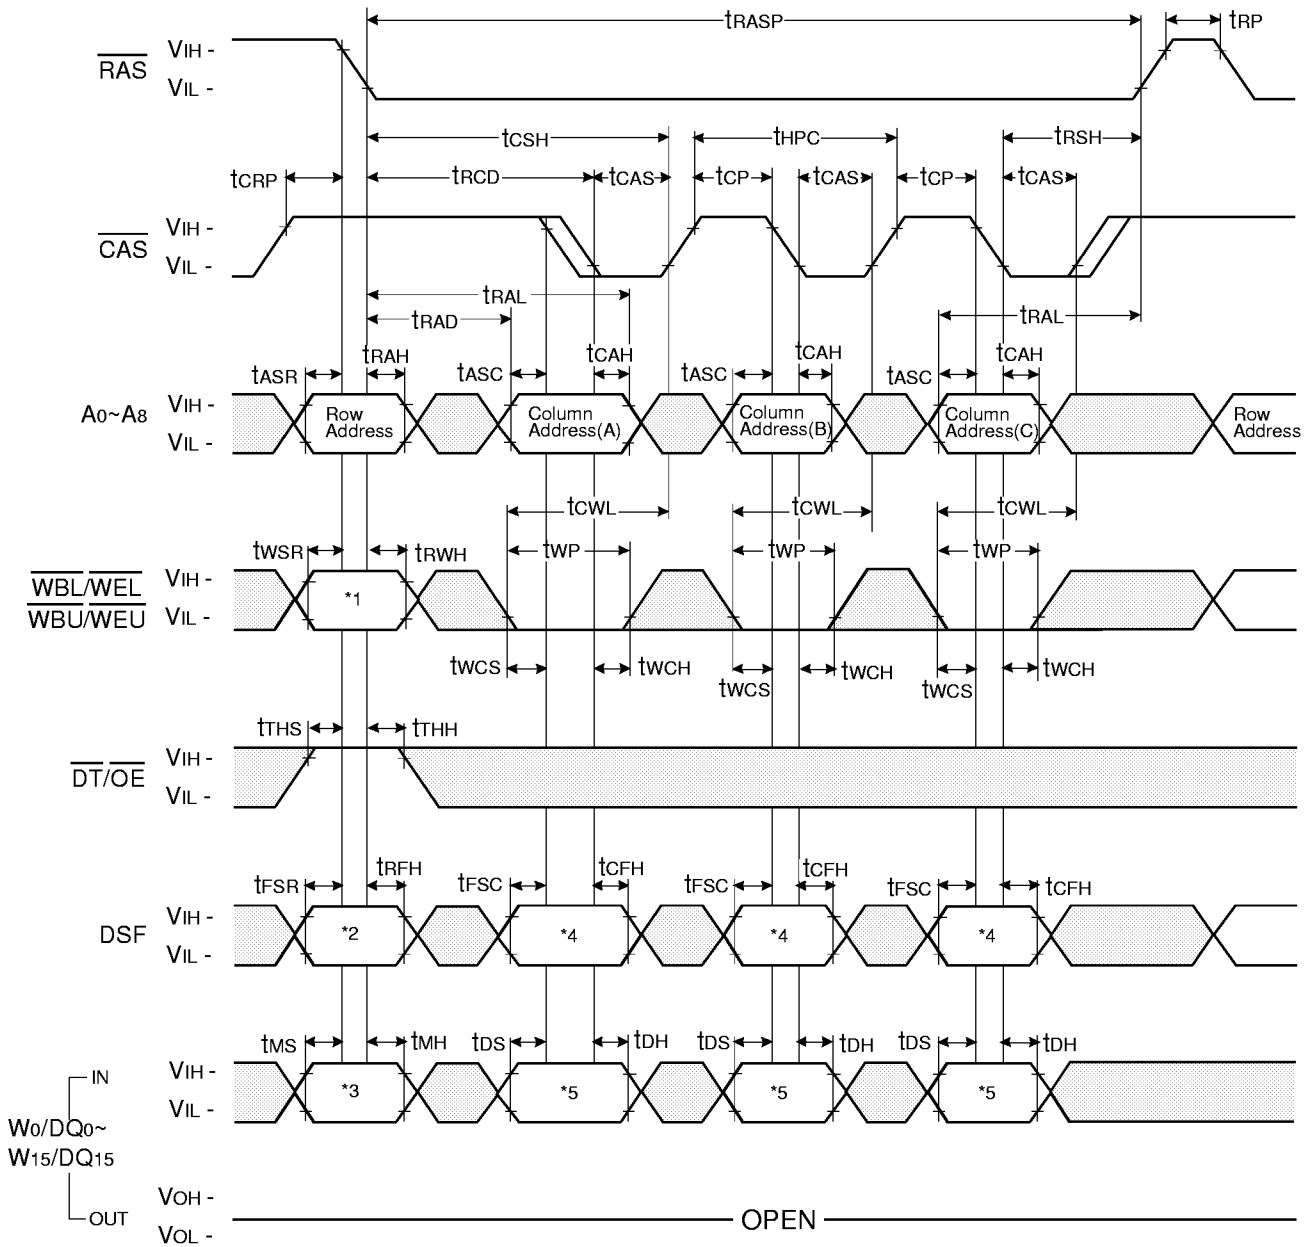 tRASP tRP
RAS VIH -
VIL -
tCSH tHPC tRSH
tCRP tRCD tCAS tCP tCAS tCP tCAS
CAS VIH -
VIL -
tRAL
tRAD tRAL
tASR tRAH tASC tCAH tASC tCAH tASC tCAH
A0~A8 VIH -
VIL -
Row Address
Column Address(A)
Column Address(B)
Column Address(C)
Row Address
tCWL tCWL tCWL
tWSR tRWH tWP tWP tWP
WBL/WEL VIH -
WBU/WEU VIL -
*1
tWCS tWCH tWCS tWCH tWCS tWCH
tTHS tTHH
DT/OE VIH -
VIL -
tFSR tRFH tFSC tCFH tFSC tCFH tFSC tCFH
DSF VIH -
VIL -
*2 *4 *4 *4
tMS tMH tDS tDH tDS tDH tDS tDH
IN VIH -
VIL -
*3 *5 *5 *5
W0/DQ0~
W15/DQ15
OUT VOH -
VOL -
OPEN